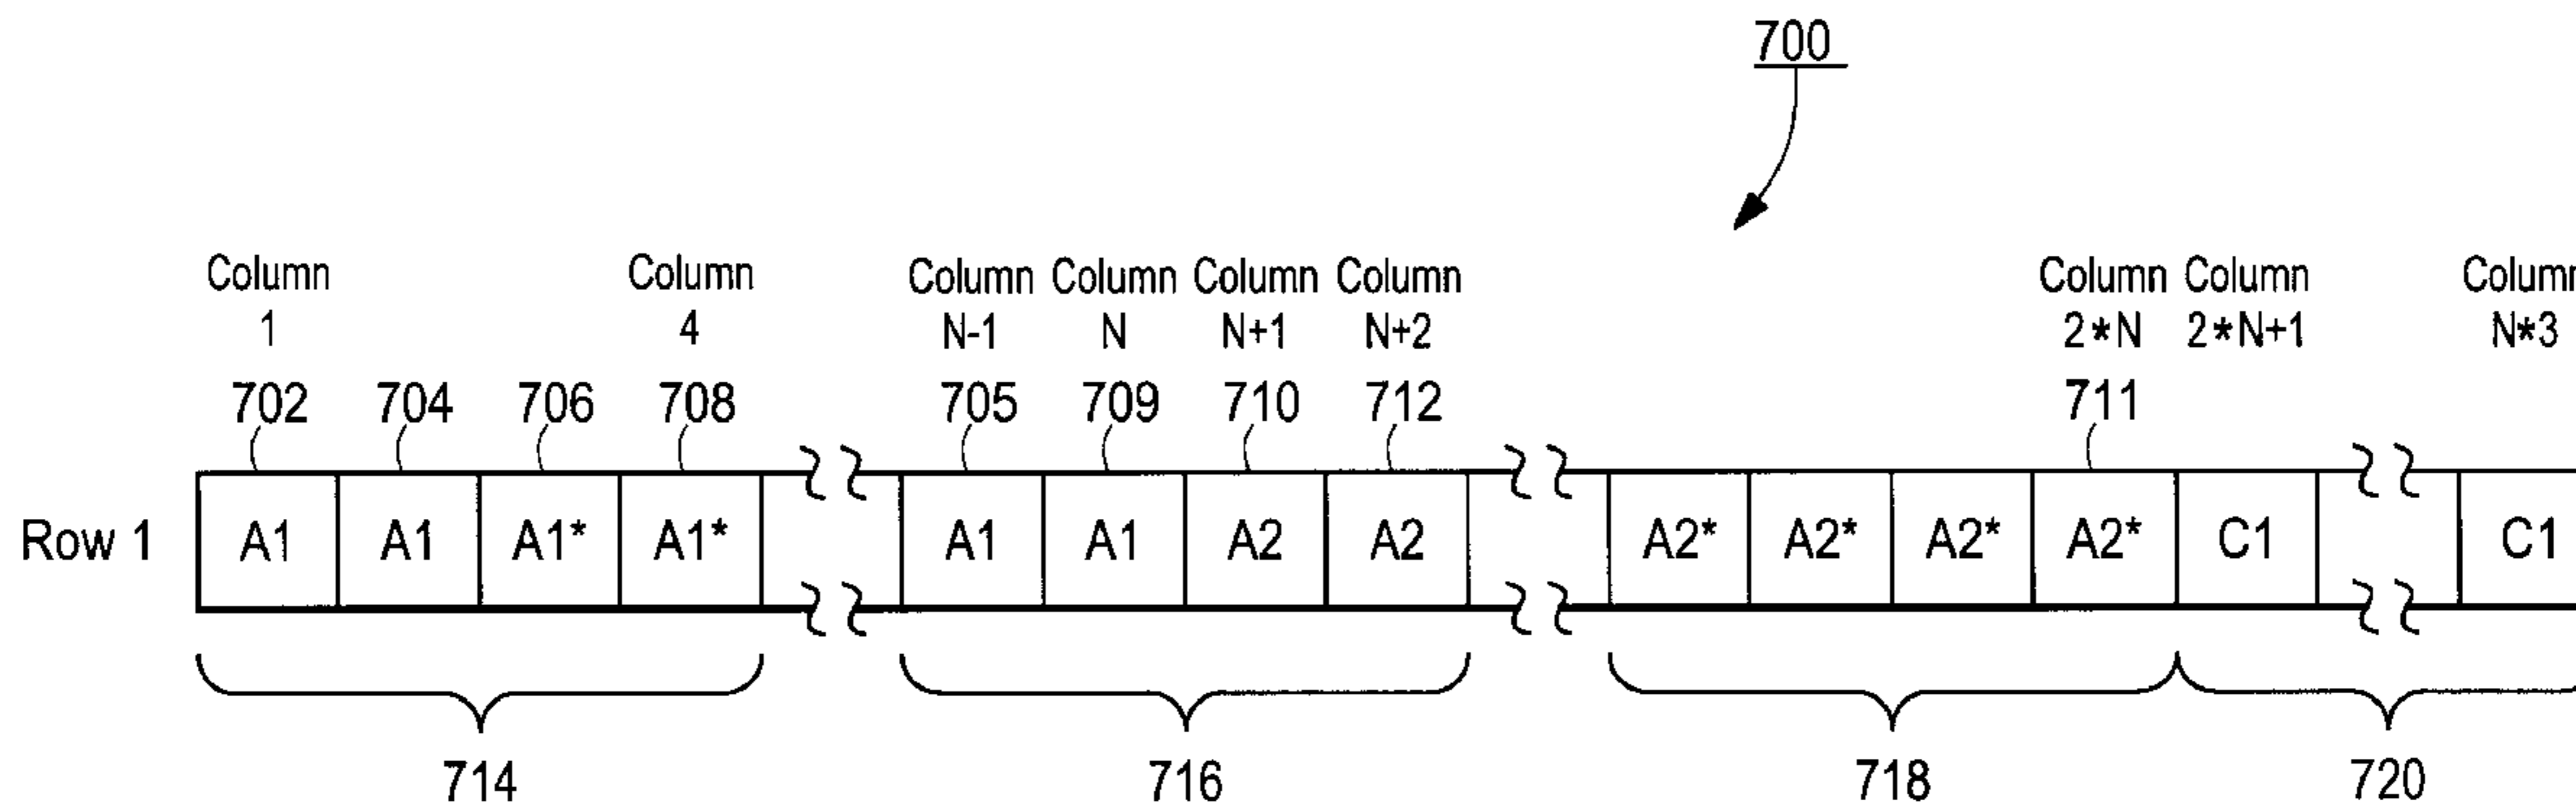 700
Column Column Column Column Column Column Column Column Column
1 4 N-1 N N+1 N+2 2*N 2*N+1 N*3
702 704 706 708 705 709 710 712 711
Row 1 A1 A1 A1* A1* A1 A1 A2 A2 A2* A2* A2* A2* C1 C1
714 716 718 720